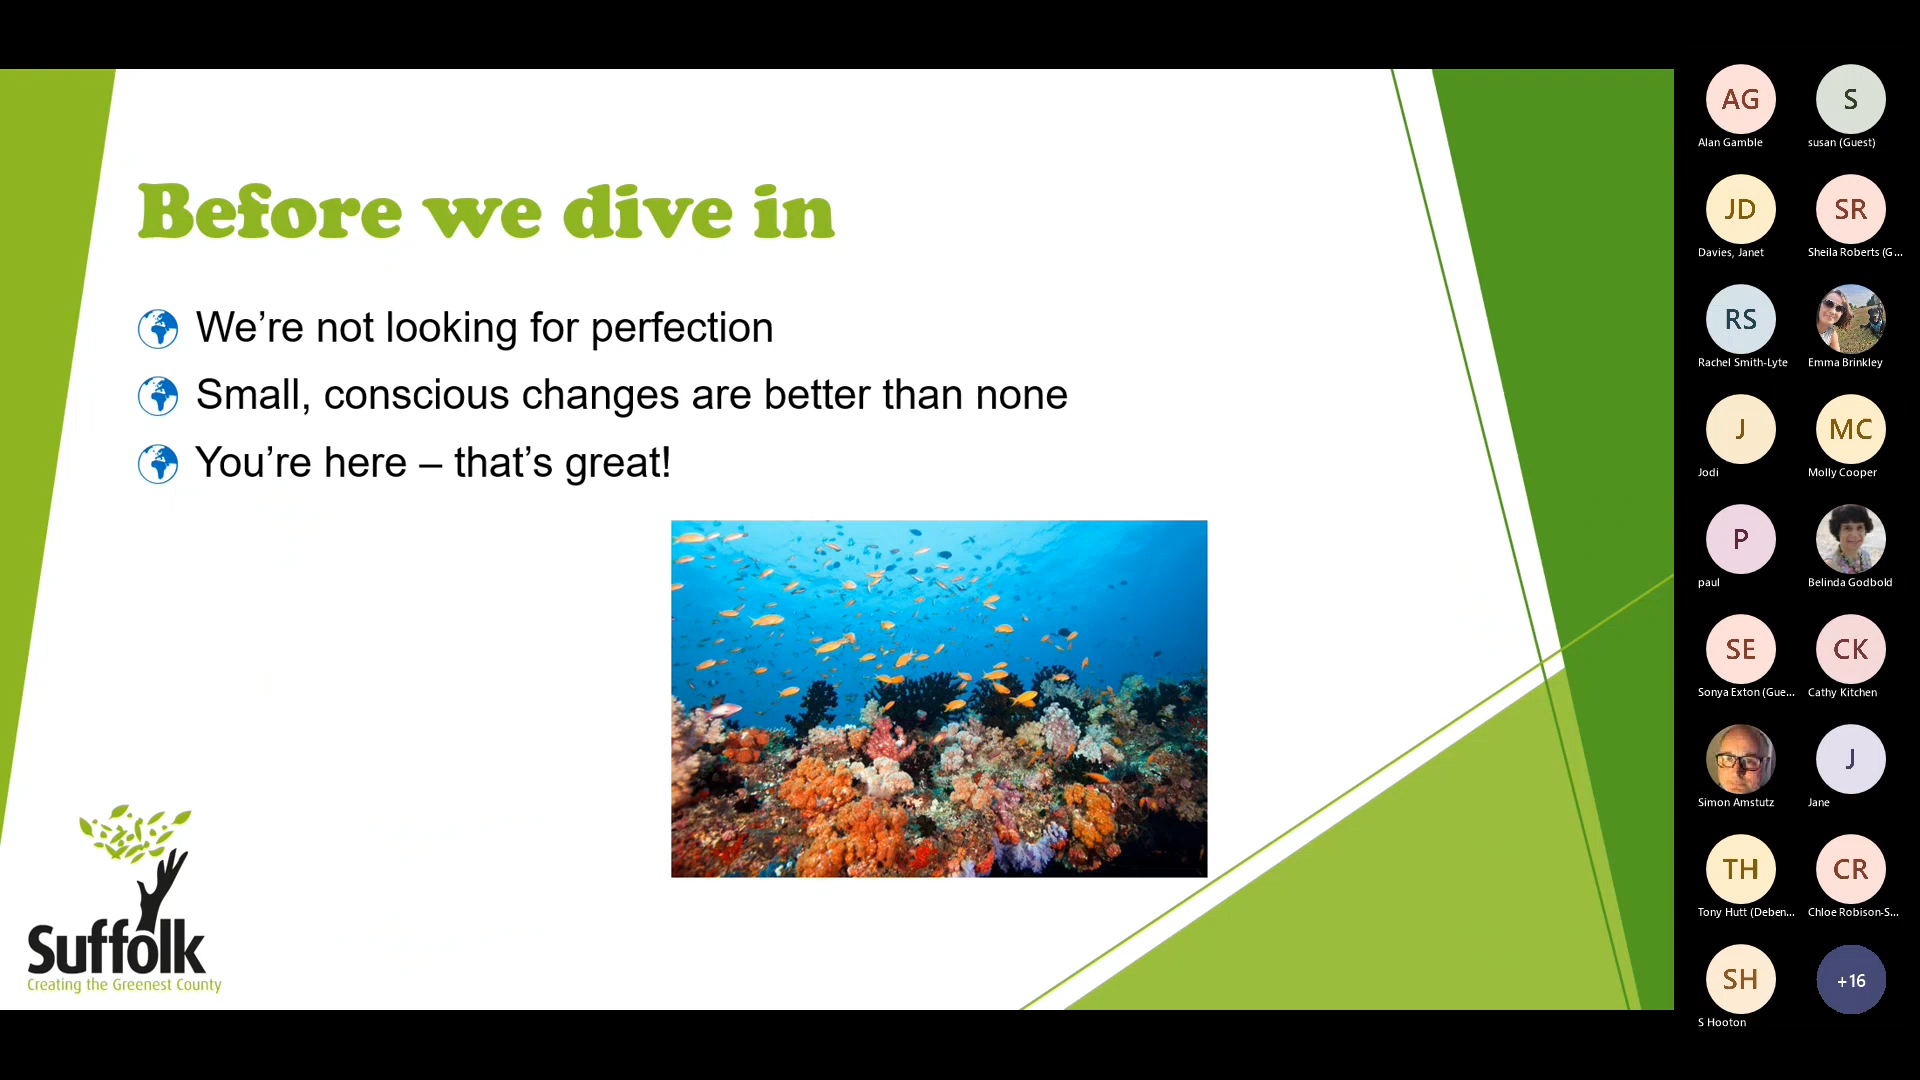 Before we dive in
We’re not looking for perfection
Small, conscious changes are better than none
You’re here – that’s great!
Suffolk
Creating the Greenest County
AG
S
Alan Gamble
susan (Guest)
JD
SR
Davies, Janet
Sheila Roberts (G...
RS
Rachel Smith-Lyte
Emma Brinkley
J
MC
Jodi
Molly Cooper
P
paul
Belinda Godbold
SE
CK
Sonya Exton (Gue...
Cathy Kitchen
J
Simon Amstutz
Jane
TH
CR
Tony Hutt (Deben...
Chloe Robison-S...
SH
+16
S Hooton